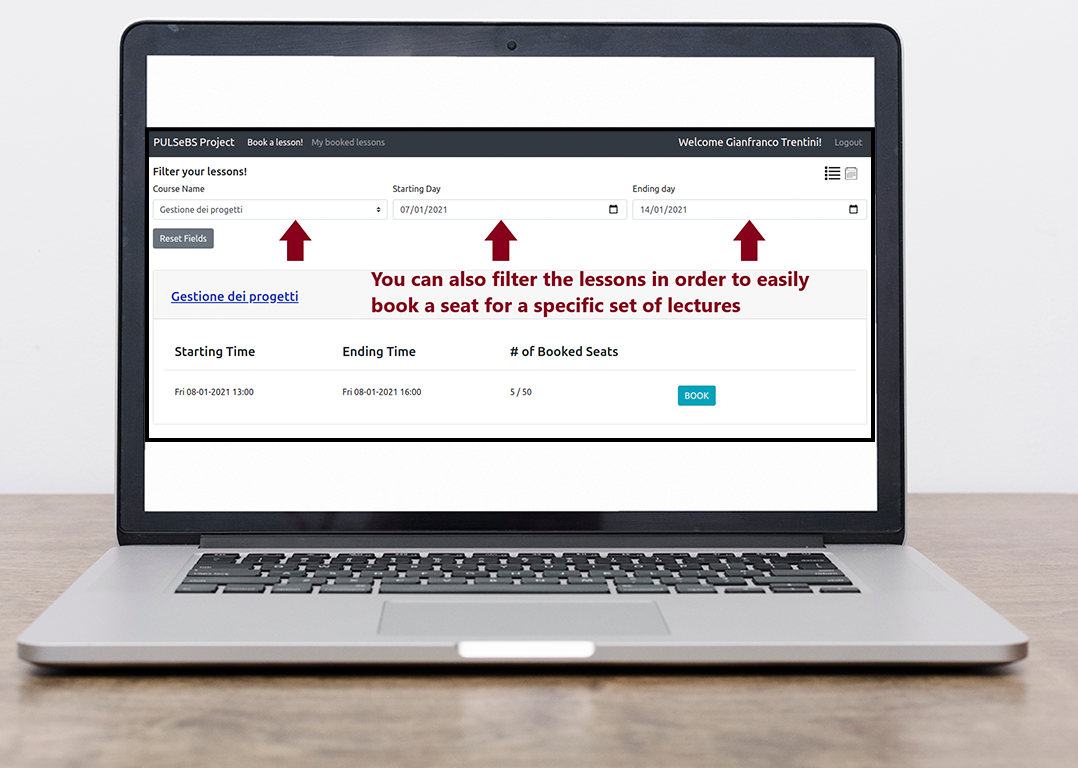 PULSeBS Project Book a lesson! My booked lessons Welcome Gianfranco Trentini! Logout
Filter your lessons!
Course Name Starting Day Ending day
Gestione dei progetti 07/01/2021 14/01/2021
Reset Fields
You can also filter the lessons in order to easily
book a seat for a specific set of lectures
Gestione dei progetti
Starting Time Ending Time # of Booked Seats
Fri 08-01-2021 13:00 Fri 08-01-2021 16:00 5 / 50 BOOK